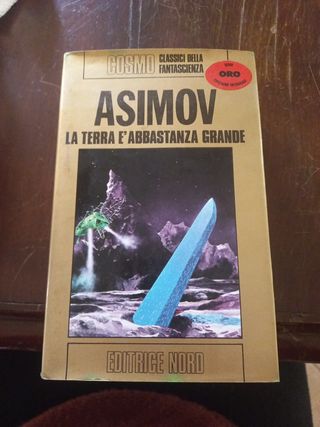 COSMO CLASSICI DELLA
FANTASCIENZA
ORO
ASIMOV
LA TERRA E' ABBASTANZA GRANDE
EDITRICE NORD